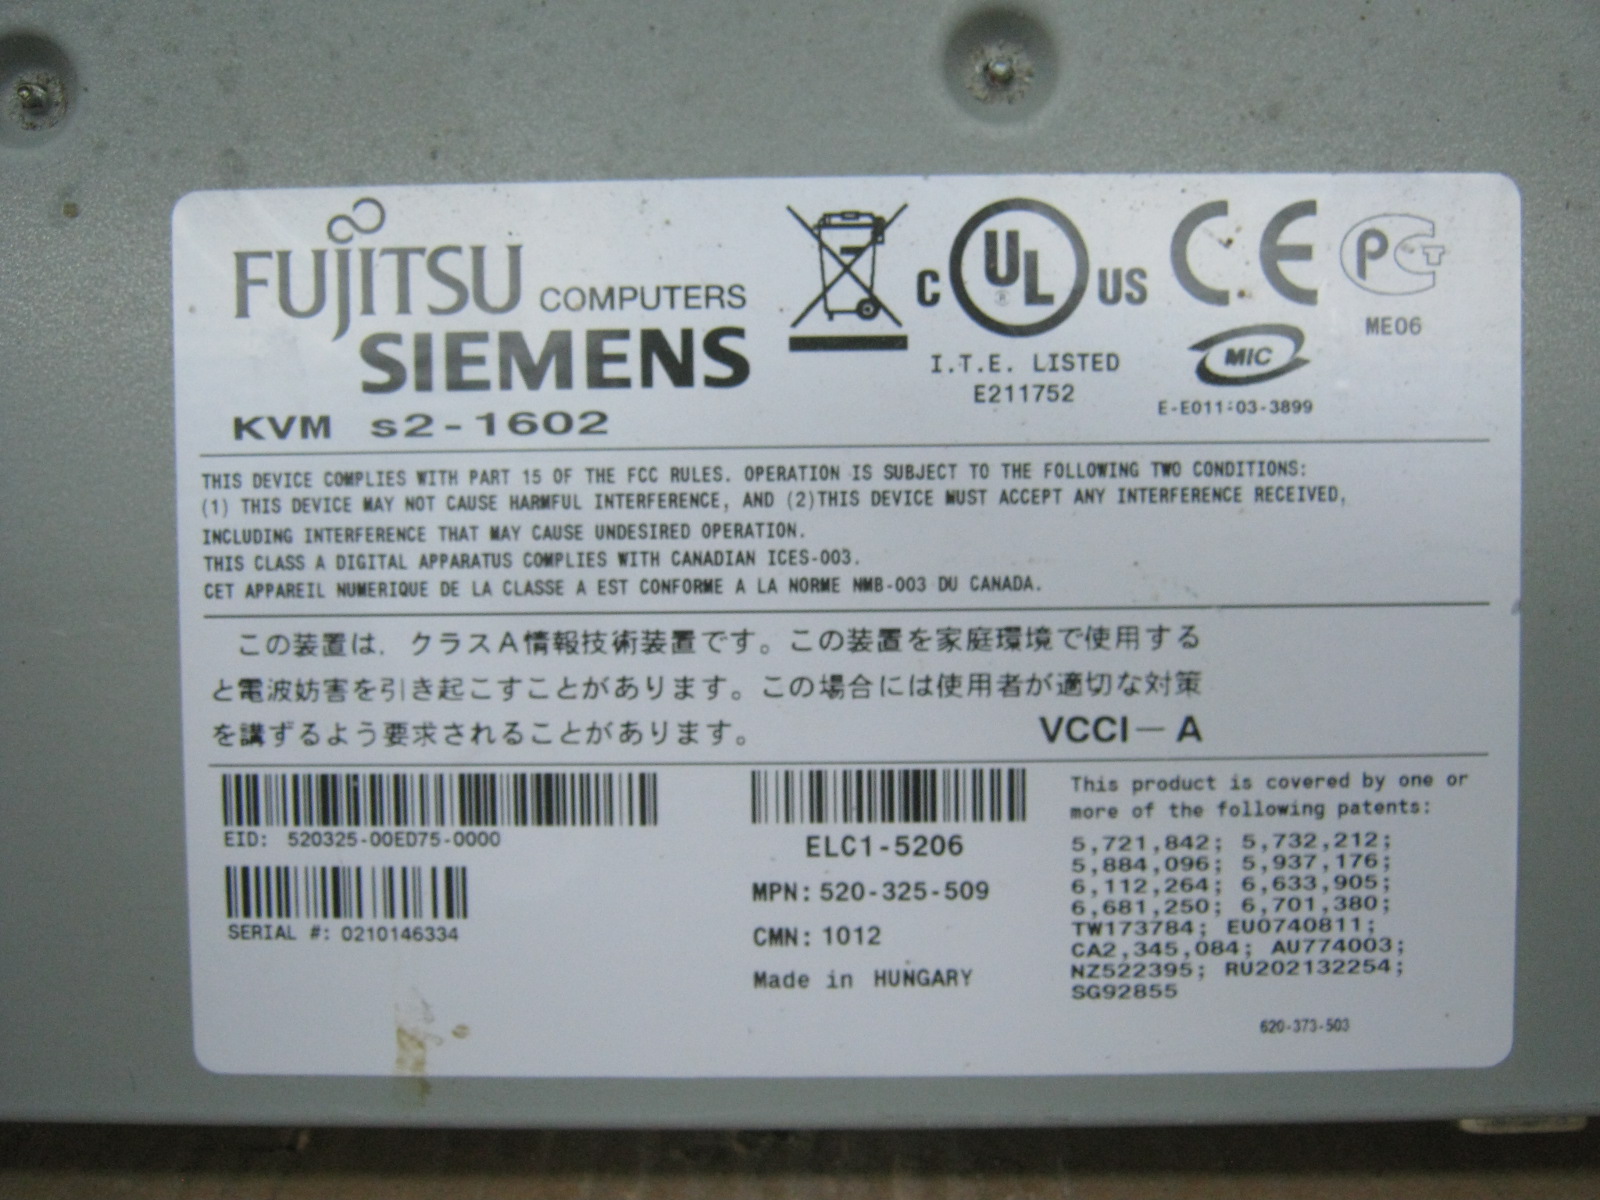 FUJITSU COMPUTERS
SIEMENS
KVM s2-1602
C UL US
I.T.E. LISTED
E211752
CE
MIC
E-E011-03-3899
PCT
ME06
THIS DEVICE COMPLIES WITH PART 15 OF THE FCC RULES. OPERATION IS SUBJECT TO THE FOLLOWING TWO CONDITIONS:
(1) THIS DEVICE MAY NOT CAUSE HARMFUL INTERFERENCE, AND (2)THIS DEVICE MUST ACCEPT ANY INTERFERENCE RECEIVED,
INCLUDING INTERFERENCE THAT MAY CAUSE UNDESIRED OPERATION.
THIS CLASS A DIGITAL APPARATUS COMPLIES WITH CANADIAN ICES-003.
CET APPAREIL NUMERIQUE DE LA CLASSE A EST CONFORME A LA NORME NMB-003 DU CANADA.
この装置は, クラスA情報技術装置です。この装置を家庭環境で使用する
と電波妨害を引き起こすことがあります。この場合には使用者が適切な対策
を講ずるよう要求されることがあります。
VCCI-A
EID: 520325-00ED75-0000
SERIAL #: 0210146334
ELC1-5206
MPN: 520-325-509
CMN: 1012
Made in HUNGARY
This product is covered by one or
more of the following patents:
5,721,842; 5,732,212;
5,884,096; 5,937,176;
6,112,264; 6,633,905;
6,681,250; 6,701,380;
TW173784; EU0740811;
CA2,345,084; AU774003;
NZ522395; RU202132254;
SG92855
620-373-503